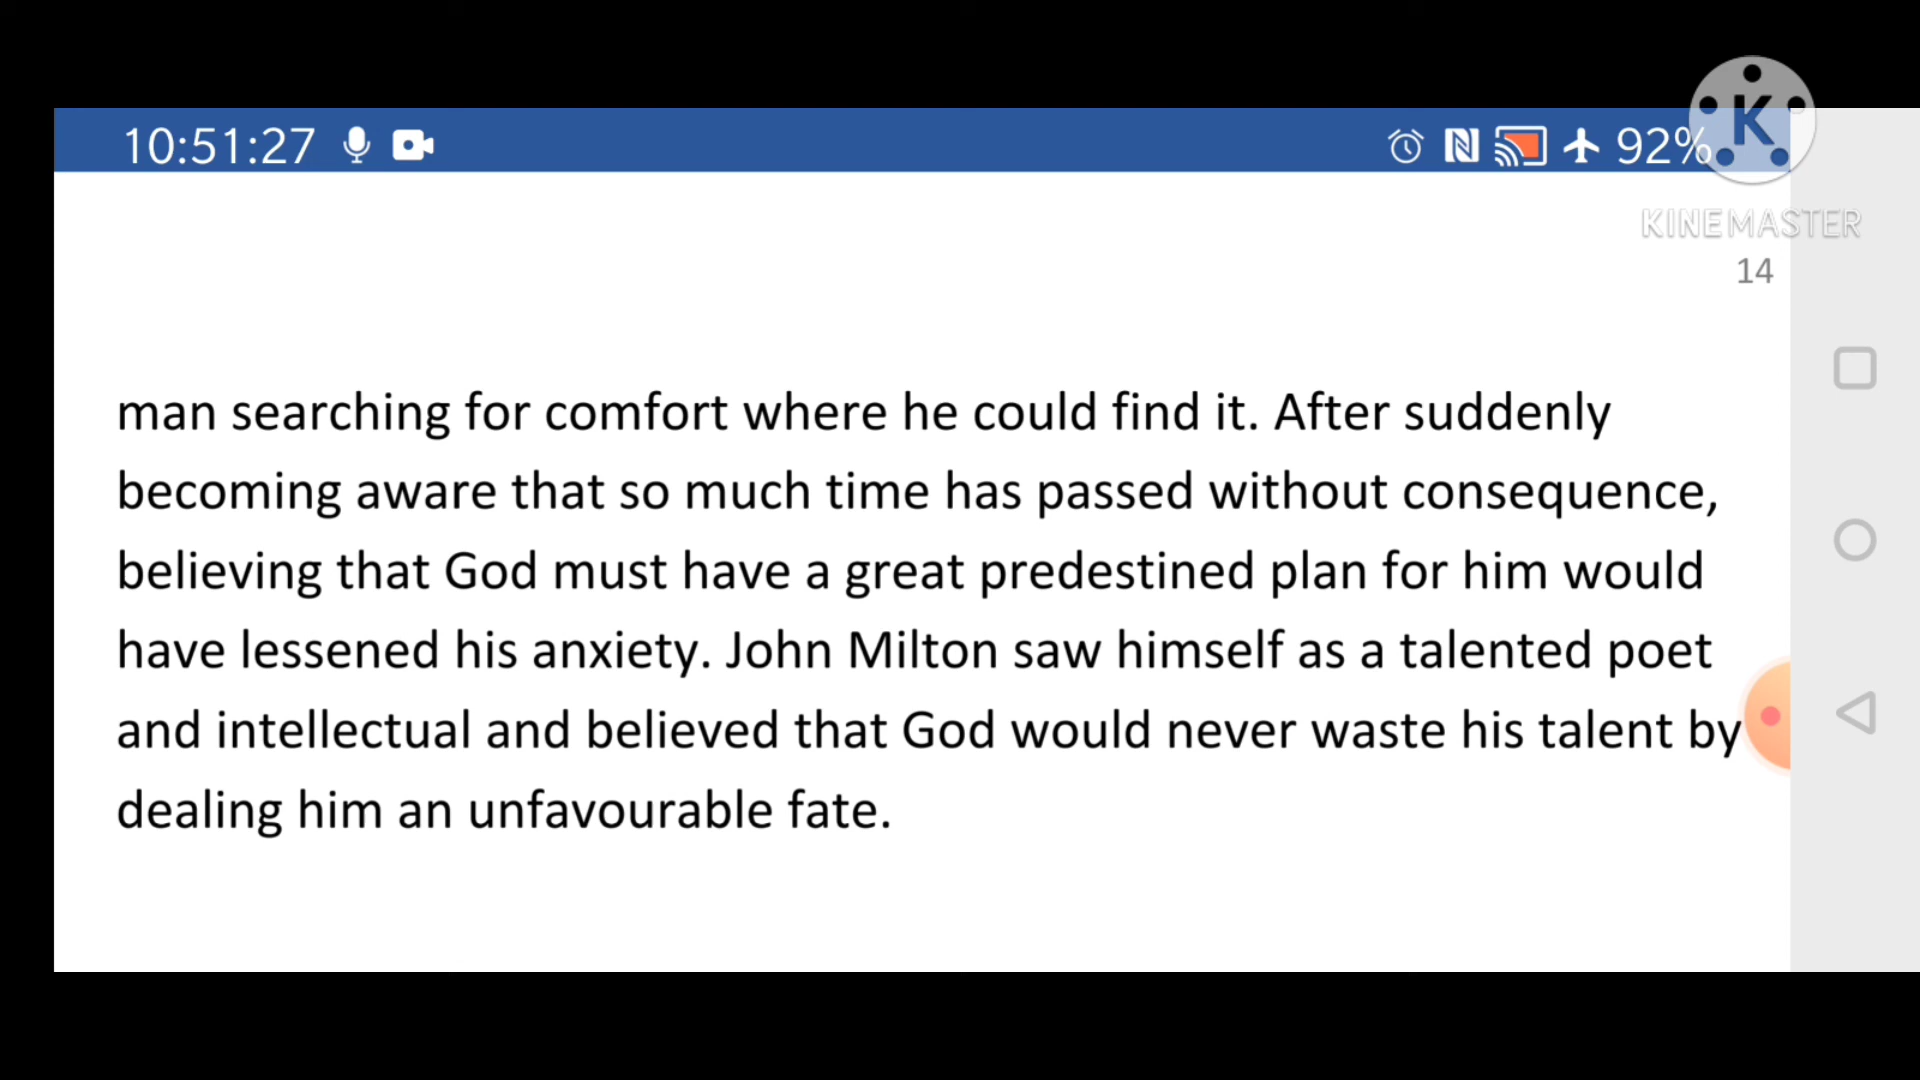 10:51:27
92%
K
KINEMASTER
14
man searching for comfort where he could find it. After suddenly
becoming aware that so much time has passed without consequence,
believing that God must have a great predestined plan for him would
have lessened his anxiety. John Milton saw himself as a talented poet
and intellectual and believed that God would never waste his talent by
dealing him an unfavourable fate.